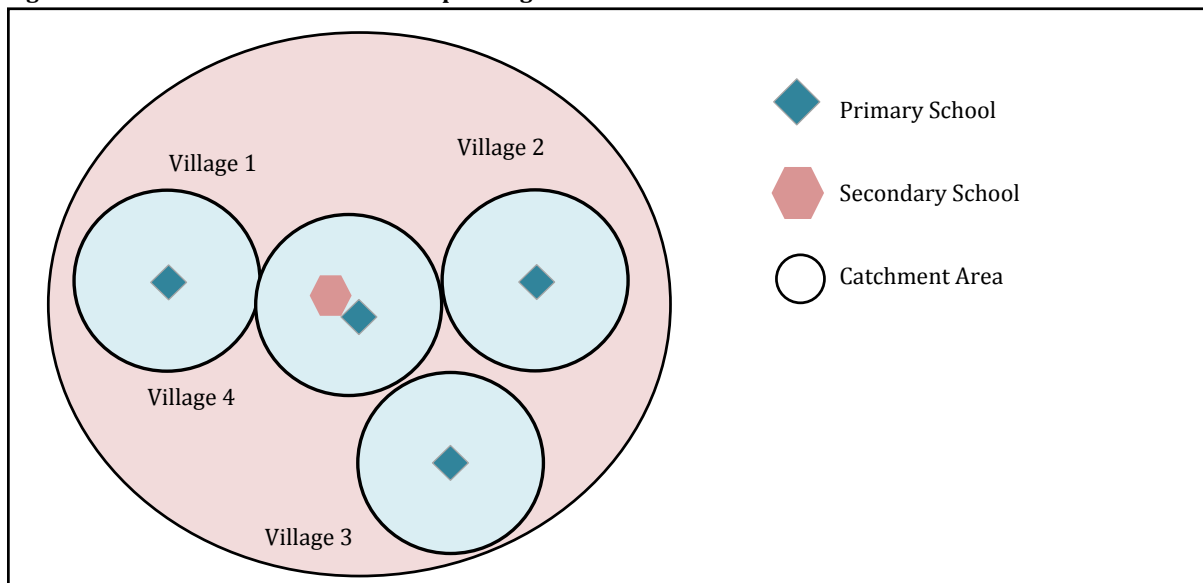 Village 1
Village 2
Village 4
Village 3
Primary School
Secondary School
Catchment Area